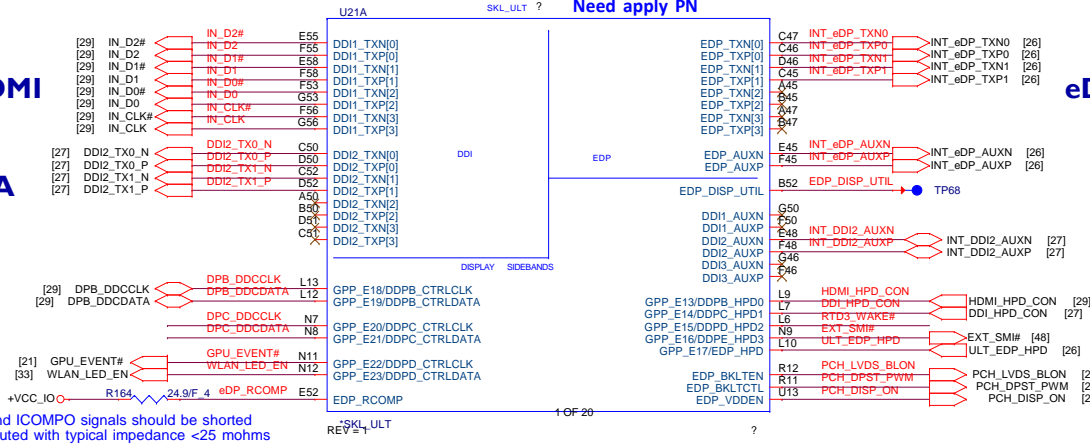 SKL_ULT ? Need apply PN
U21A
[29] IN_D2# IN_D2# E55 DDI1_TXN[0]
[29] IN_D2 IN_D2 F55 DDI1_TXP[0]
[29] IN_D1# IN_D1# E58 DDI1_TXN[1]
[29] IN_D1 IN_D1 F58 DDI1_TXP[1]
[29] IN_D0# IN_D0# F53 DDI1_TXN[2]
[29] IN_D0 IN_D0 G53 DDI1_TXP[2]
[29] IN_CLK# IN_CLK# F56 DDI1_TXN[3]
[29] IN_CLK IN_CLK G56 DDI1_TXP[3]
[27] DDI2_TX0_N DDI2_TX0_N C50 DDI2_TXN[0]
[27] DDI2_TX0_P DDI2_TX0_P D50 DDI2_TXP[0]
[27] DDI2_TX1_N DDI2_TX1_N C52 DDI2_TXN[1]
[27] DDI2_TX1_P DDI2_TX1_P D52 DDI2_TXP[1]
A50 DDI2_TXN[2]
B50 DDI2_TXP[2]
D51 DDI2_TXN[3]
C51 DDI2_TXP[3]
DDI
EDP
DISPLAY SIDEBANDS
[29] DPB_DDCCLK DPB_DDCCLK L13 GPP_E18/DDPB_CTRLCLK
[29] DPB_DDCDATA DPB_DDCDATA L12 GPP_E19/DDPB_CTRLDATA
DPC_DDCCLK N7 GPP_E20/DDPC_CTRLCLK
DPC_DDCDATA N8 GPP_E21/DDPC_CTRLDATA
[21] GPU_EVENT# GPU_EVENT# N11 GPP_E22/DDPD_CTRLCLK
[33] WLAN_LED_EN WLAN_LED_EN N12 GPP_E23/DDPD_CTRLDATA
+VCC_IO R164 24.9/F_4 eDP_RCOMP E52 EDP_RCOMP
EDP_TXN[0] C47 INT_eDP_TXN0 INT_eDP_TXN0 [26]
EDP_TXP[0] C46 INT_eDP_TXP0 INT_eDP_TXP0 [26]
EDP_TXN[1] D46 INT_eDP_TXN1 INT_eDP_TXN1 [26]
EDP_TXP[1] C45 INT_eDP_TXP1 INT_eDP_TXP1 [26]
EDP_TXN[2] A45
EDP_TXP[2] B45
EDP_TXN[3] A47
EDP_TXP[3] B47
EDP_AUXN E45 INT_eDP_AUXN INT_eDP_AUXN [26]
EDP_AUXP F45 INT_eDP_AUXP INT_eDP_AUXP [26]
EDP_DISP_UTIL B52 EDP_DISP_UTIL TP68
DDI1_AUXN G50
DDI1_AUXP F50
DDI2_AUXN E48 INT_DDI2_AUXN INT_DDI2_AUXN [27]
DDI2_AUXP F48 INT_DDI2_AUXP INT_DDI2_AUXP [27]
DDI3_AUXN G46
DDI3_AUXP F46
GPP_E13/DDPB_HPD0 L9 HDMI_HPD_CON HDMI_HPD_CON [29]
GPP_E14/DDPC_HPD1 L7 DDI_HPD_CON DDI_HPD_CON [27]
GPP_E15/DDPD_HPD2 L6 RTD3_WAKE#
GPP_E16/DDPE_HPD3 N9 EXT_SMI# EXT_SMI# [48]
GPP_E17/EDP_HPD L10 ULT_EDP_HPD ULT_EDP_HPD [26]
EDP_BKLTEN R12 PCH_LVDS_BLON PCH_LVDS_BLON
EDP_BKLTCTL R11 PCH_DPST_PWM PCH_DPST_PWM
EDP_VDDEN U13 PCH_DISP_ON PCH_DISP_ON
1 OF 20
*SKL_ULT
REV = 1 ?
nd ICOMPO signals should be shorted
uted with typical impedance <25 mohms